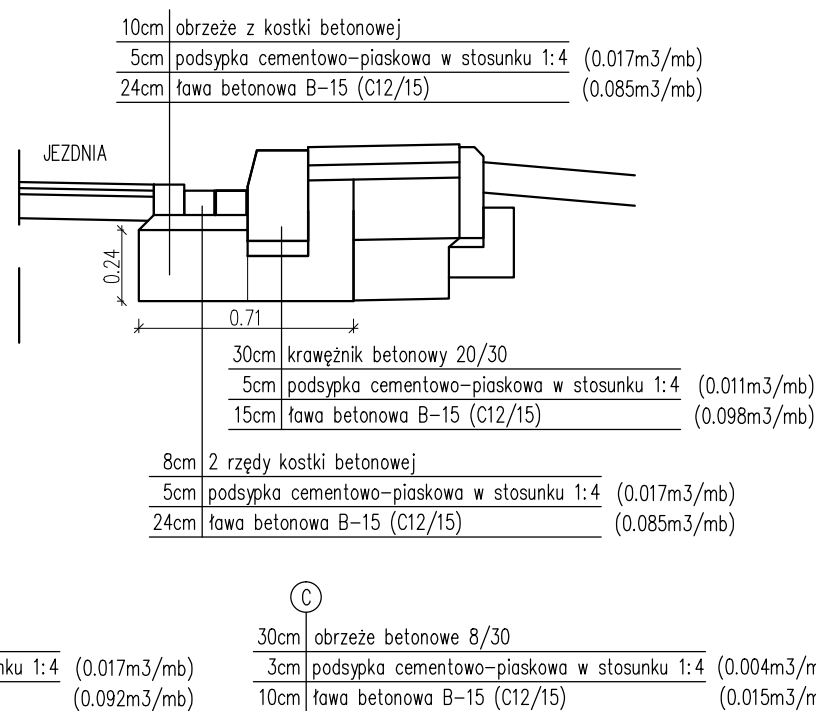 10cm obrzeże z kostki betonowej
5cm podsypka cementowo-piaskowa w stosunku 1:4 (0.017m3/mb)
24cm ława betonowa B-15 (C12/15) (0.085m3/mb)
JEZDNIA
0.24
0.71
30cm krawężnik betonowy 20/30
5cm podsypka cementowo-piaskowa w stosunku 1:4 (0.011m3/mb)
15cm ława betonowa B-15 (C12/15) (0.098m3/mb)
8cm 2 rzędy kostki betonowej
5cm podsypka cementowo-piaskowa w stosunku 1:4 (0.017m3/mb)
24cm ława betonowa B-15 (C12/15) (0.085m3/mb)
C
30cm obrzeże betonowe 8/30
1:4 (0.017m3/mb)
3cm podsypka cementowo-piaskowa w stosunku 1:4 (0.004m3/m
(0.092m3/mb)
10cm ława betonowa B-15 (C12/15) (0.015m3/m